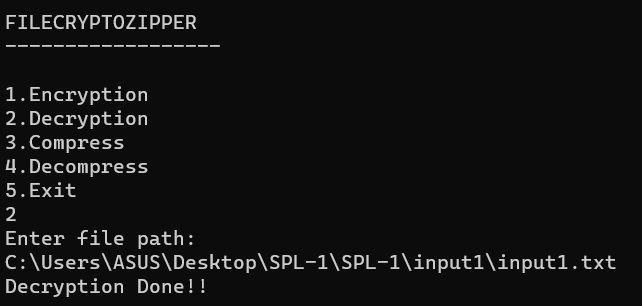 FILECRYPTOZIPPER
------------------
1.Encryption
2.Decryption
3.Compress
4.Decompress
5.Exit
2
Enter file path:
C:\Users\ASUS\Desktop\SPL-1\SPL-1\input1\input1.txt
Decryption Done!!